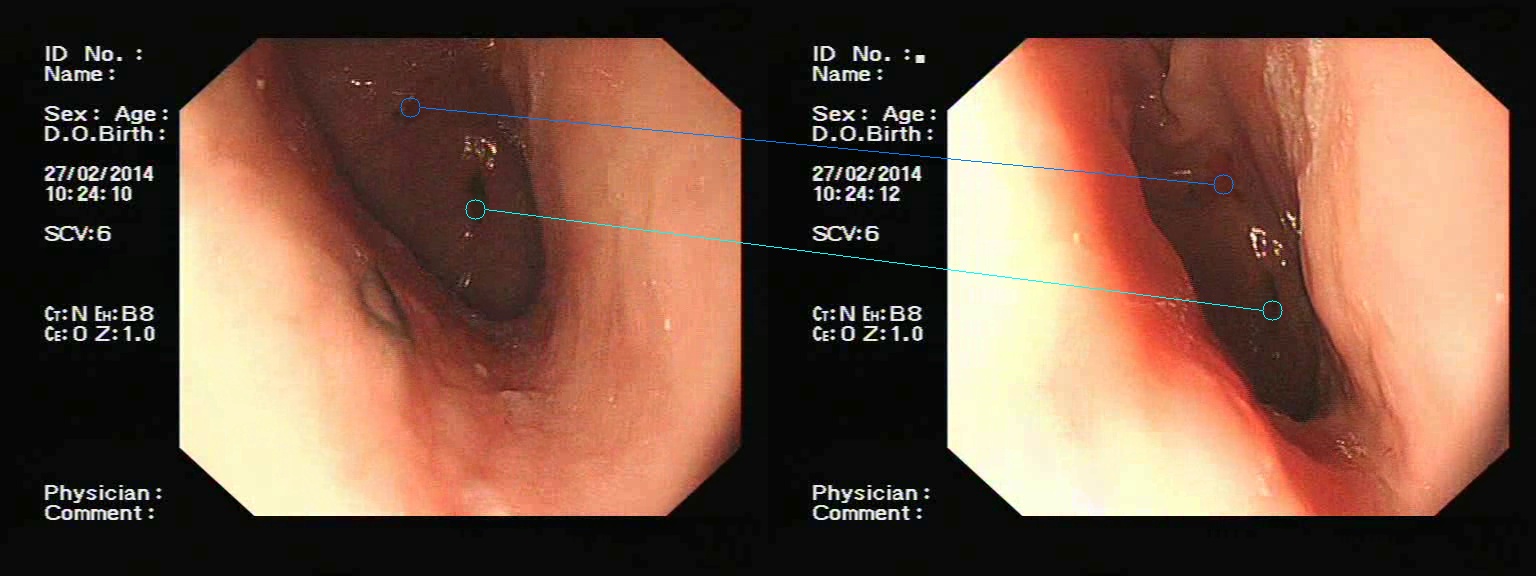 ID No. :
Name:
Sex: Age:
D.O.Birth:
27/02/2014
10:24:10
SCV:6
CT:N EH:B8
CE:0 Z:1.0
Physician:
Comment:
ID No. :
Name:
Sex: Age:
D.O.Birth:
27/02/2014
10:24:12
SCV:6
CT:N EH:B8
CE:0 Z:1.0
Physician:
Comment: